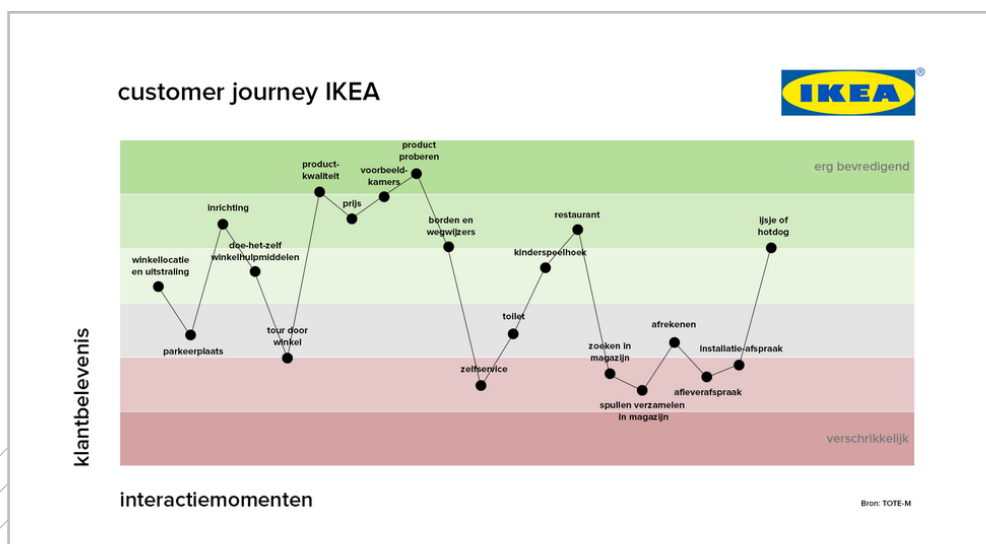 customer journey IKEA
IKEA®
erg bevredigend
product
proberen
product-
kwaliteit
voorbeeld-
kamers
prijs
inrichting
borden en
wegwijzers
restaurant
ijsje of
hotdog
doe-het-zelf
winkelhulpmiddelen
kinderspeelhoek
winkellocatie
en uitstraling
parkeerplaats
tour door
winkel
toilet
afrekenen
zelfservice
zoeken in
magazijn
installatie-afspraak
afleverafspraak
spullen verzamelen
in magazijn
verschrikkelijk
klantbelevenis
interactiemomenten
Bron: TOTE-M